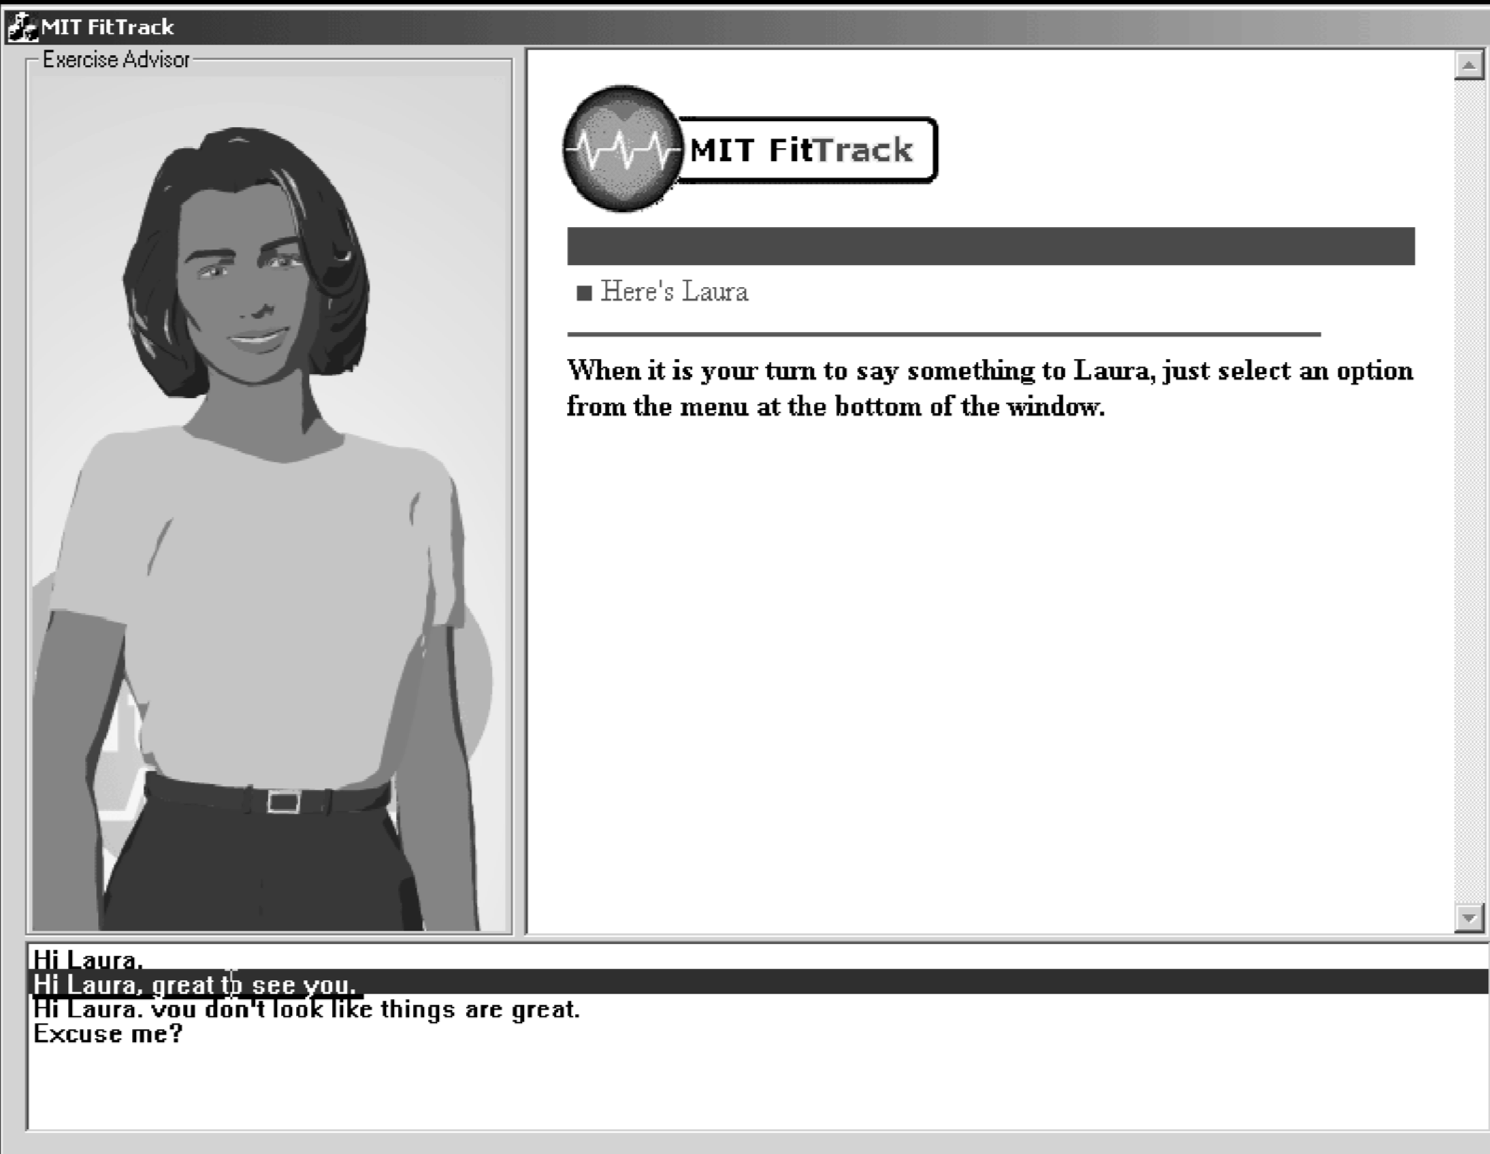 MIT FitTrack
Exercise Advisor
MIT FitTrack
Here's Laura
When it is your turn to say something to Laura, just select an option
from the menu at the bottom of the window.
Hi Laura.
Hi Laura, great to see you.
Hi Laura. you don't look like things are great.
Excuse me?